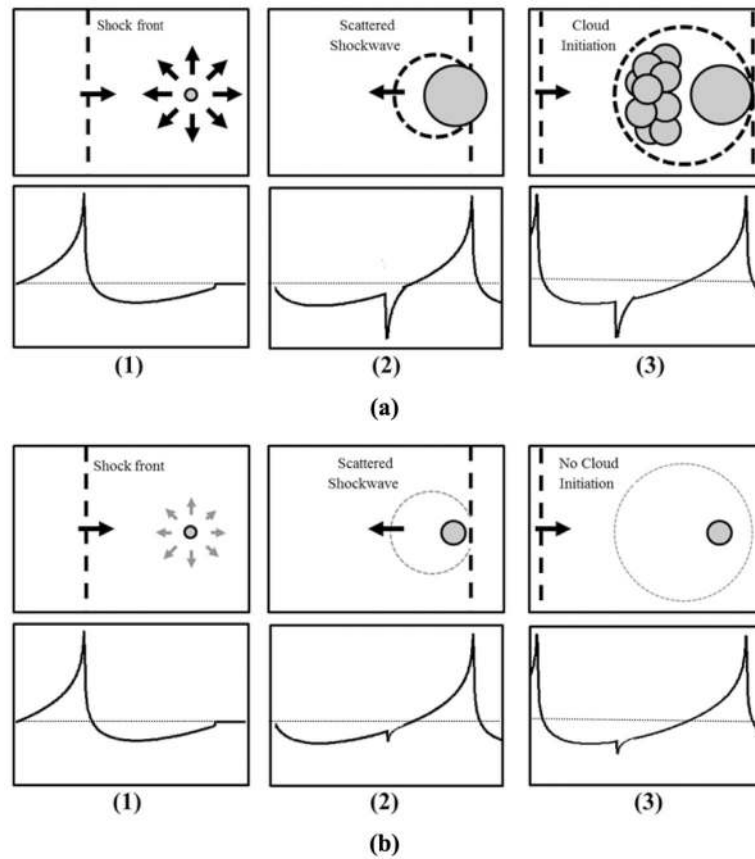 Shock front
Scattered
Shockwave
Cloud
Initiation
(1)
(2)
(3)
(a)
Shock front
Scattered
Shockwave
No Cloud
Initiation
(1)
(2)
(3)
(b)